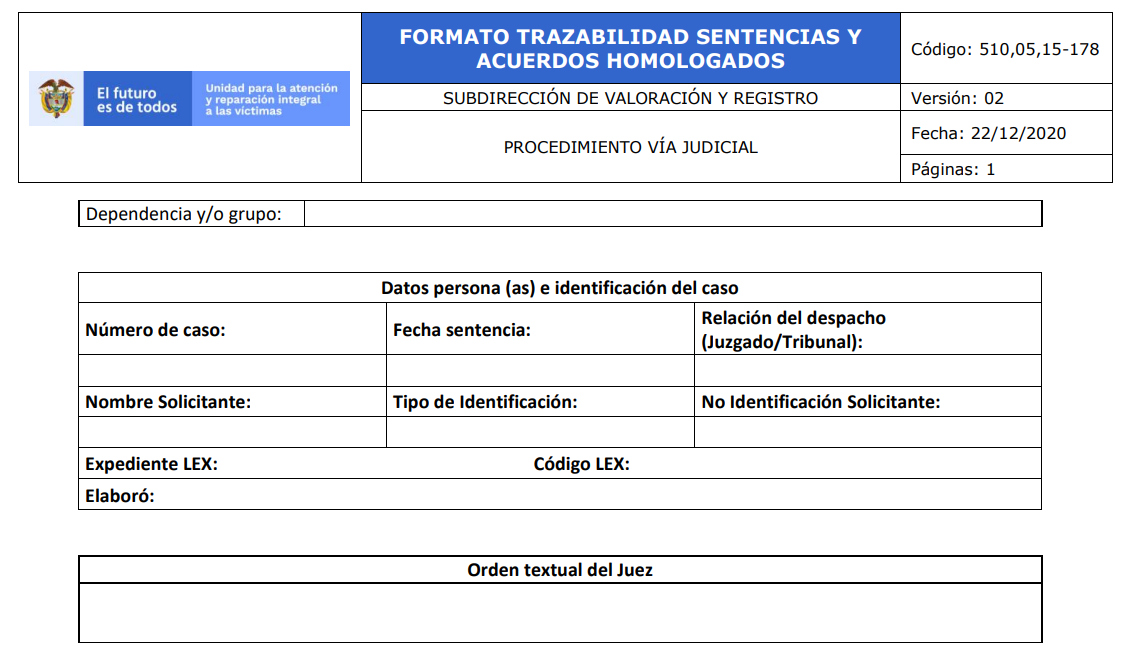 El futuro
es de todos
Unidad para la atención
y reparación integral
a las víctimas
FORMATO TRAZABILIDAD SENTENCIAS Y
ACUERDOS HOMOLOGADOS
SUBDIRECCIÓN DE VALORACIÓN Y REGISTRO
PROCEDIMIENTO VÍA JUDICIAL
Código: 510,05,15-178
Versión: 02
Fecha: 22/12/2020
Páginas: 1
Dependencia y/o grupo:
Datos persona (as) e identificación del caso
Número de caso:
Fecha sentencia:
Relación del despacho
(Juzgado/Tribunal):
Nombre Solicitante:
Tipo de Identificación:
No Identificación Solicitante:
Expediente LEX:
Código LEX:
Elaboró:
Orden textual del Juez